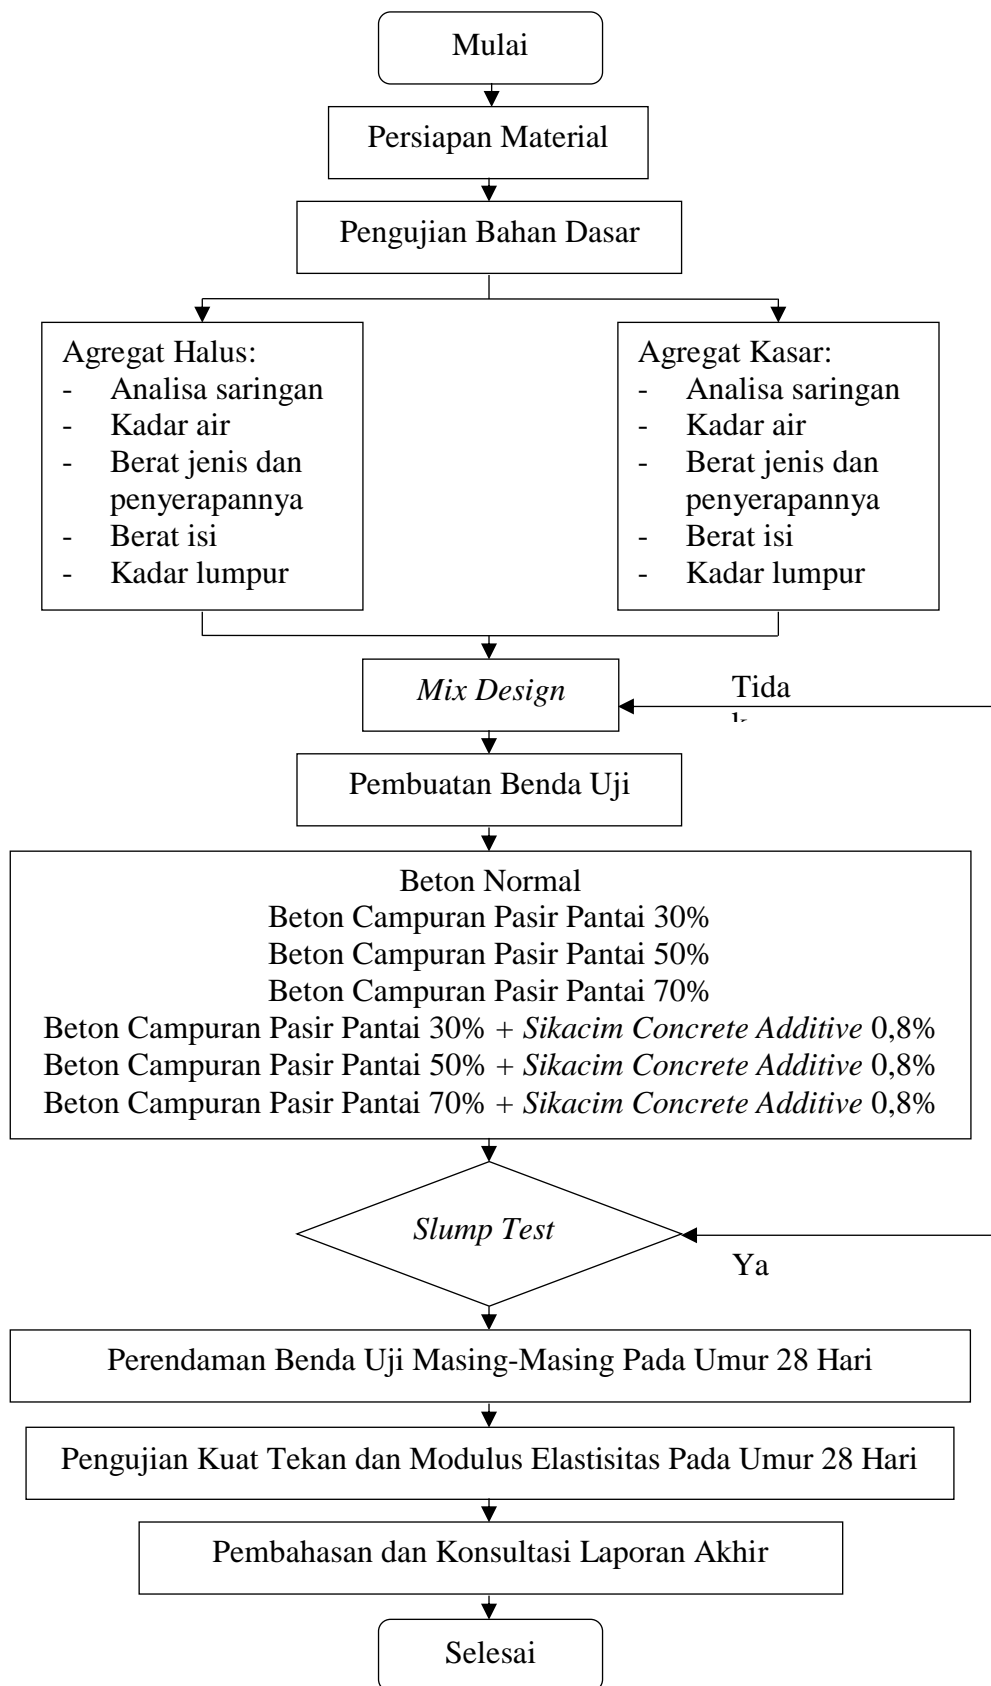 Mulai
Persiapan Material
Pengujian Bahan Dasar
Agregat Halus:
- Analisa saringan
- Kadar air
- Berat jenis dan
penyerapannya
- Berat isi
- Kadar lumpur
Agregat Kasar:
- Analisa saringan
- Kadar air
- Berat jenis dan
penyerapannya
- Berat isi
- Kadar lumpur
Mix Design
Tida
k
Pembuatan Benda Uji
Beton Normal
Beton Campuran Pasir Pantai 30%
Beton Campuran Pasir Pantai 50%
Beton Campuran Pasir Pantai 70%
Beton Campuran Pasir Pantai 30% + Sikacim Concrete Additive 0,8%
Beton Campuran Pasir Pantai 50% + Sikacim Concrete Additive 0,8%
Beton Campuran Pasir Pantai 70% + Sikacim Concrete Additive 0,8%
Slump Test
Ya
Perendaman Benda Uji Masing-Masing Pada Umur 28 Hari
Pengujian Kuat Tekan dan Modulus Elastisitas Pada Umur 28 Hari
Pembahasan dan Konsultasi Laporan Akhir
Selesai